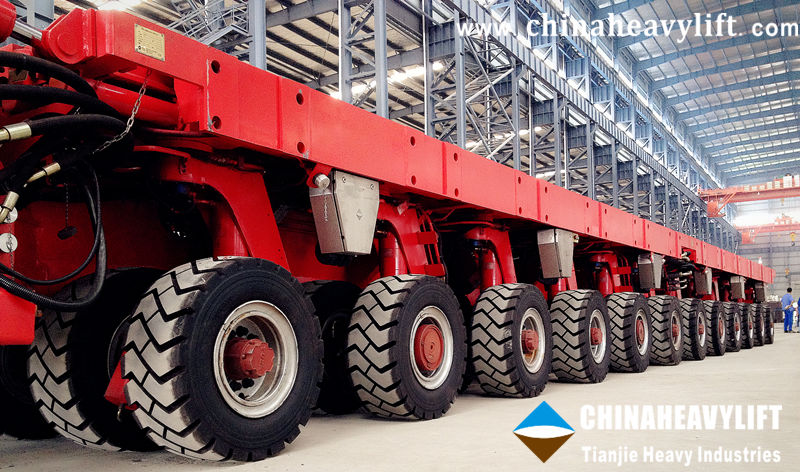 www.chinaheavylift.com
CHINAHEAVYLIFT
Tianjie Heavy Industries